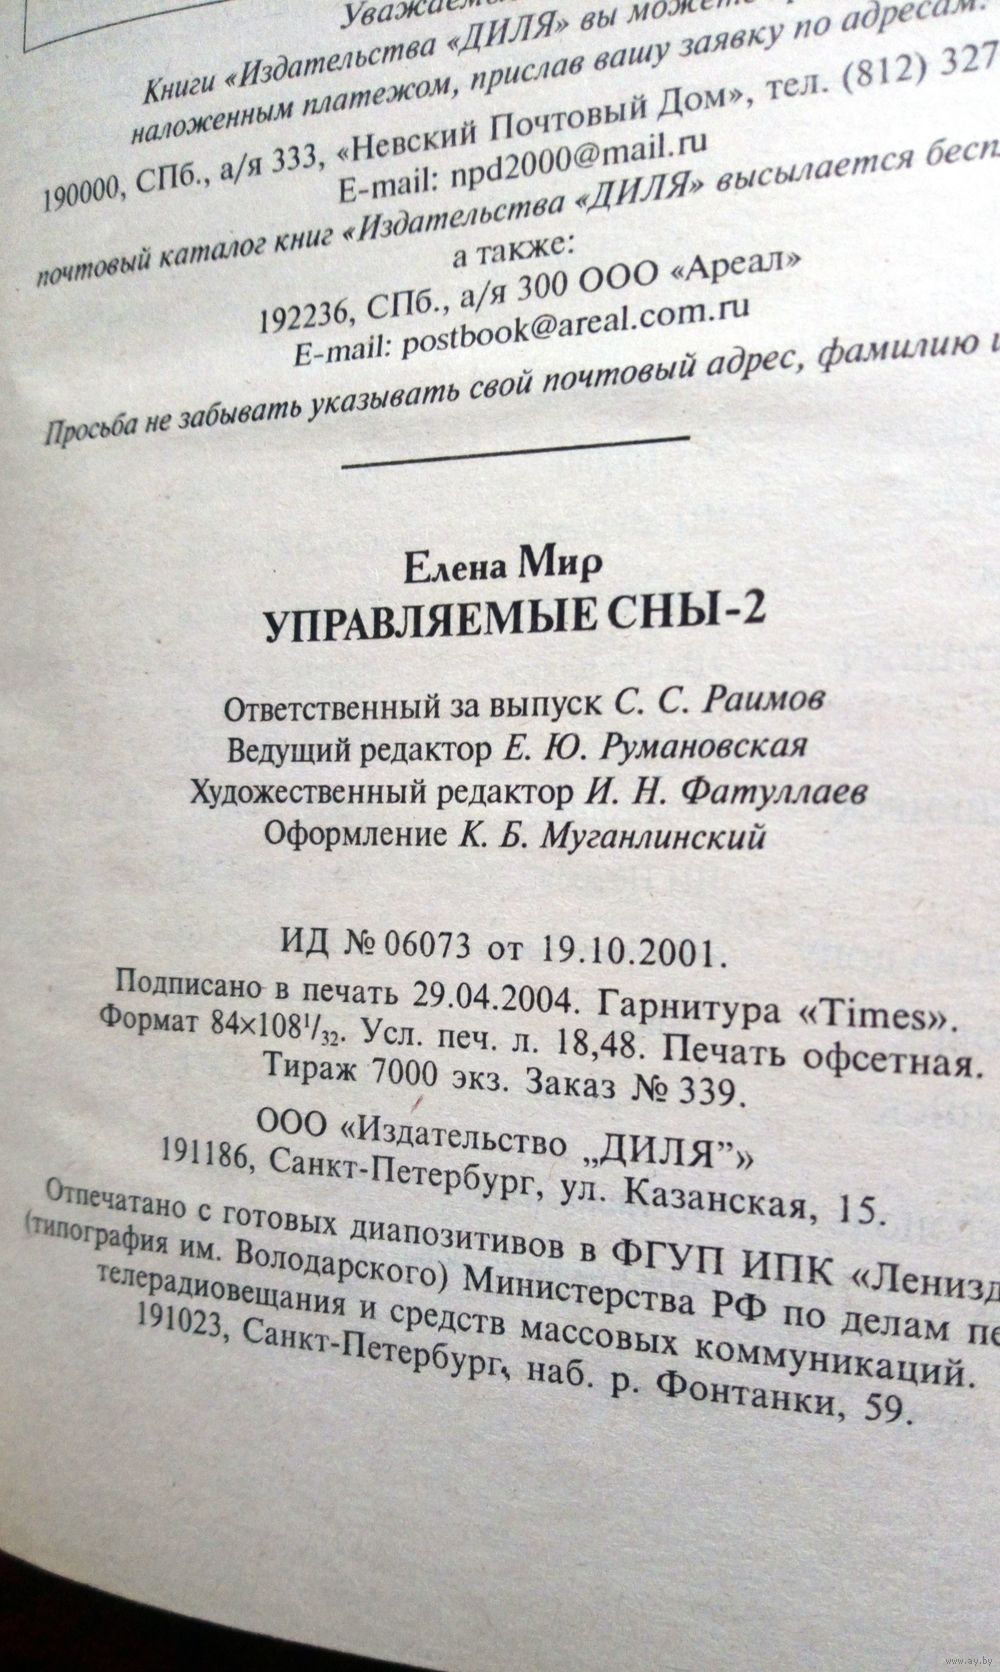 Уважаемые
Книги «Издательства «ДИЛЯ» вы можете
наложенным платежом, прислав вашу заявку по адресам:
190000, СПб., а/я 333, «Невский Почтовый Дом», тел. (812) 327
E-mail: npd2000@mail.ru
почтовый каталог книг «Издательства «ДИЛЯ» высылается бесп
а также:
192236, СПб., а/я 300 ООО «Ареал»
E-mail: postbook@areal.com.ru
Просьба не забывать указывать свой почтовый адрес, фамилию и
Елена Мир
УПРАВЛЯЕМЫЕ СНЫ-2
Ответственный за выпуск С. С. Раимов
Ведущий редактор Е. Ю. Румановская
Художественный редактор И. Н. Фатуллаев
Оформление К. Б. Муганлинский
ИД № 06073 от 19.10.2001.
Подписано в печать 29.04.2004. Гарнитура «Times».
Формат 84×108¹/₃₂. Усл. печ. л. 18,48. Печать офсетная.
Тираж 7000 экз. Заказ № 339.
ООО «Издательство „ДИЛЯ”»
191186, Санкт-Петербург, ул. Казанская, 15.
Отпечатано с готовых диапозитивов в ФГУП ИПК «Лениздат
(типография им. Володарского) Министерства РФ по делам пе
телерадиовещания и средств массовых коммуникаций.
191023, Санкт-Петербург, наб. р. Фонтанки, 59.
www.ay.by